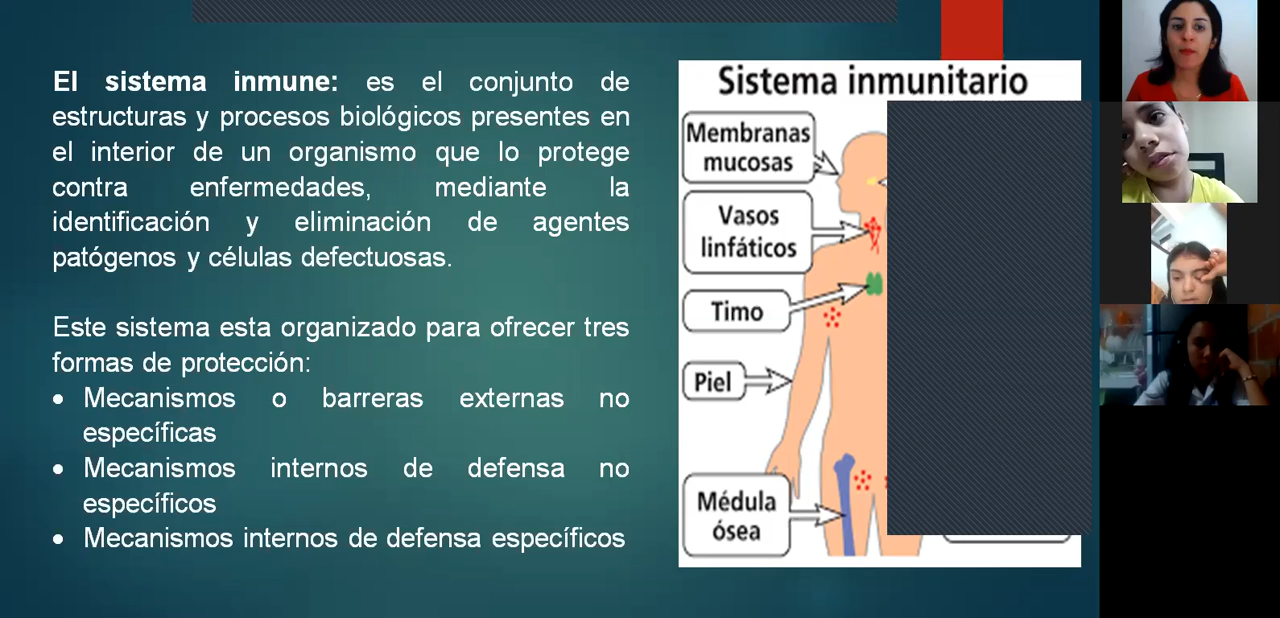 El sistema inmune: es el conjunto de
estructuras y procesos biológicos presentes en
el interior de un organismo que lo protege
contra enfermedades, mediante la
identificación y eliminación de agentes
patógenos y células defectuosas.
Este sistema esta organizado para ofrecer tres
formas de protección:
• Mecanismos o barreras externas no
específicas
• Mecanismos internos de defensa no
específicos
• Mecanismos internos de defensa específicos
Sistema inmunitario
Membranas
mucosas
Vasos
linfáticos
Timo
Piel
Médula
ósea